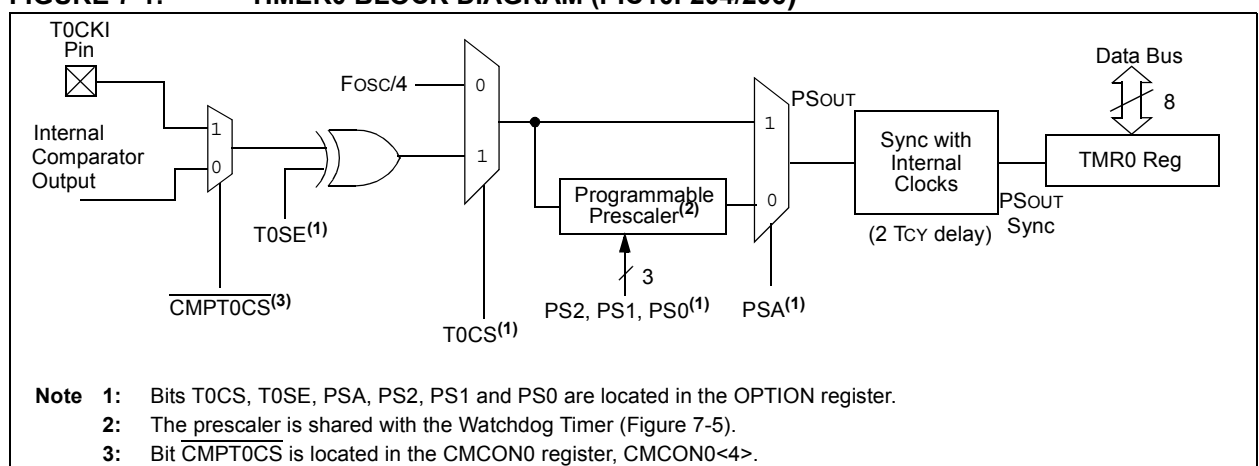 FIGURE 7-1: TIMER0 BLOCK DIAGRAM (PIC10F204/206)
T0CKI
Pin
Internal
Comparator
Output
1
0
T0SE(1)
CMPT0CS(3)
FOSC/4
0
1
T0CS(1)
Programmable
Prescaler(2)
3
PS2, PS1, PS0(1)
1
0
PSA(1)
PSOUT
Sync with
Internal
Clocks
(2 TCY delay)
PSOUT
Sync
Data Bus
8
TMR0 Reg
Note 1: Bits T0CS, T0SE, PSA, PS2, PS1 and PS0 are located in the OPTION register.
2: The prescaler is shared with the Watchdog Timer (Figure 7-5).
3: Bit CMPT0CS is located in the CMCON0 register, CMCON0<4>.